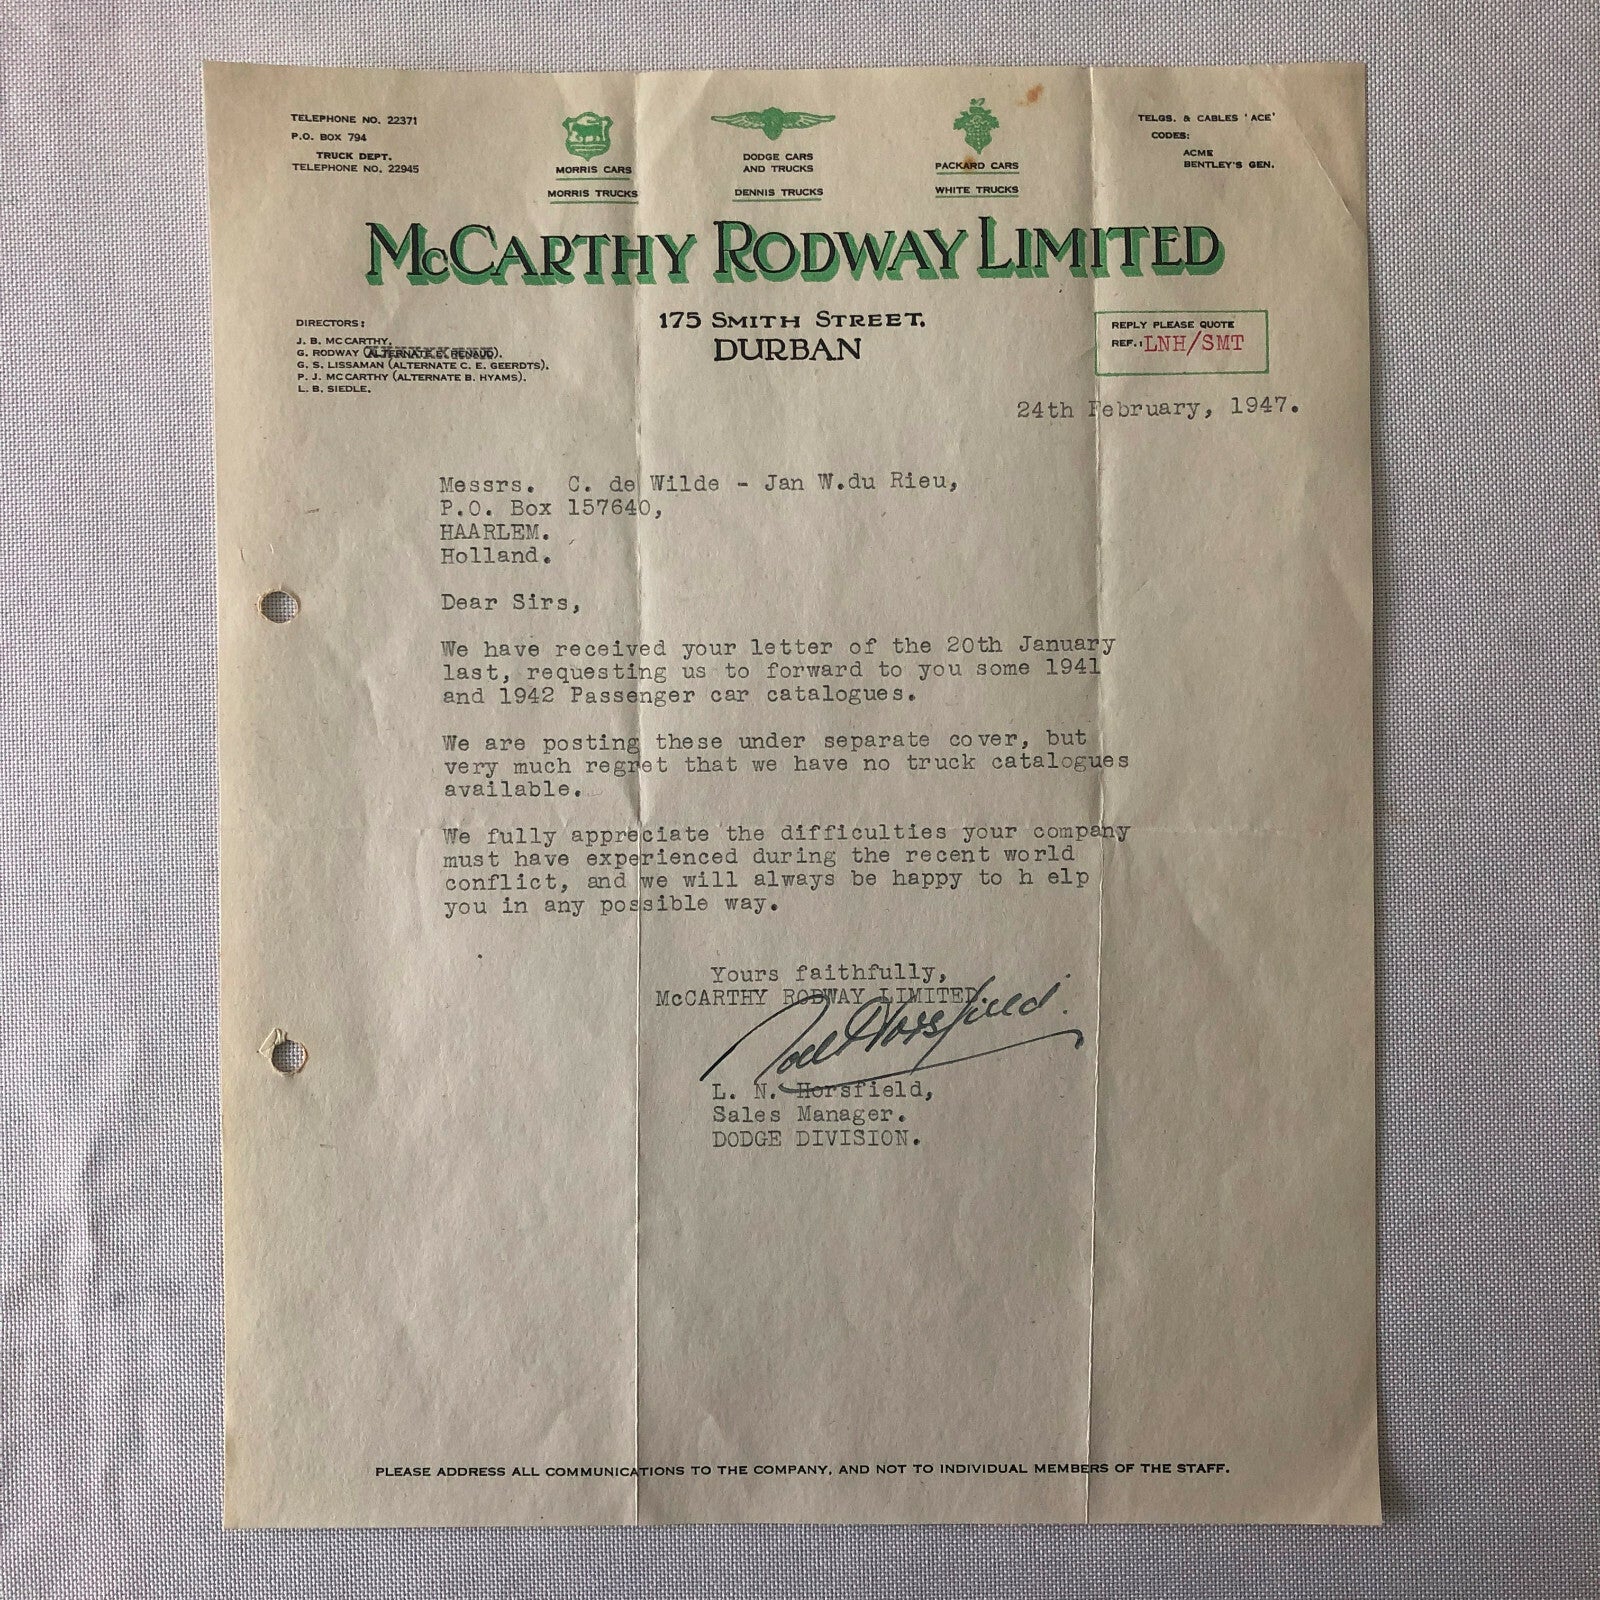 TELEPHONE NO. 22371
P.O. BOX 794
TRUCK DEPT.
TELEPHONE NO. 22945
MORRIS CARS
MORRIS TRUCKS
DODGE CARS
AND TRUCKS
DENNIS TRUCKS
PACKARD CARS
WHITE TRUCKS
TELGS. & CABLES 'ACE'
CODES:
ACME
BENTLEY'S GEN.
McCARTHY RODWAY LIMITED
175 SMITH STREET,
DURBAN
DIRECTORS:
J. B. McCARTHY,
G. RODWAY (ALTERNATE E. RENAUD).
G. S. LISSAMAN (ALTERNATE C. E. GEERDTS).
P. J. McCARTHY (ALTERNATE B. HYAMS).
L. B. SIEDLE.
REPLY PLEASE QUOTE
REF.: LNH/SMT
24th February, 1947.
Messrs. C. de Wilde - Jan W.du Rieu,
P.O. Box 157640,
HAARLEM.
Holland.
Dear Sirs,
We have received your letter of the 20th January
last, requesting us to forward to you some 1941
and 1942 Passenger car catalogues.
We are posting these under separate cover, but
very much regret that we have no truck catalogues
available.
We fully appreciate the difficulties your company
must have experienced during the recent world
conflict, and we will always be happy to h elp
you in any possible way.
Yours faithfully,
McCARTHY RODWAY LIMITED
Noel Horsfield.
L. N. Horsfield,
Sales Manager.
DODGE DIVISION.
PLEASE ADDRESS ALL COMMUNICATIONS TO THE COMPANY, AND NOT TO INDIVIDUAL MEMBERS OF THE STAFF.